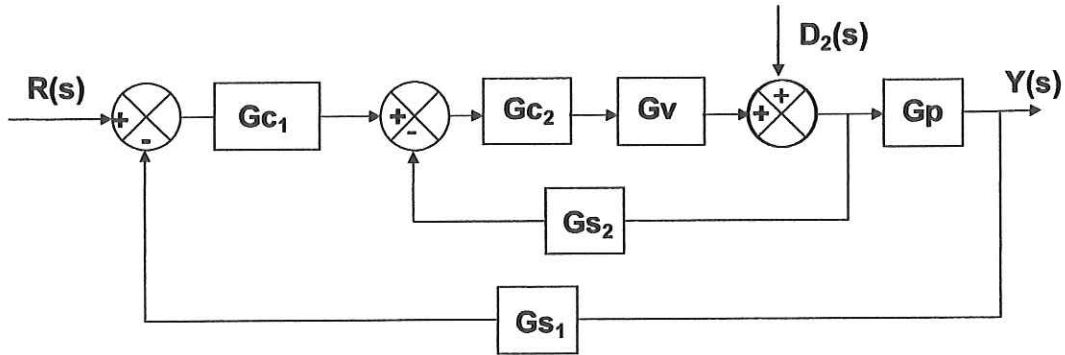 D₂(s)
R(s)
Y(s)
+
-
Gc₁
+
-
Gc₂
Gv
+
+
Gp
Gs₂
Gs₁